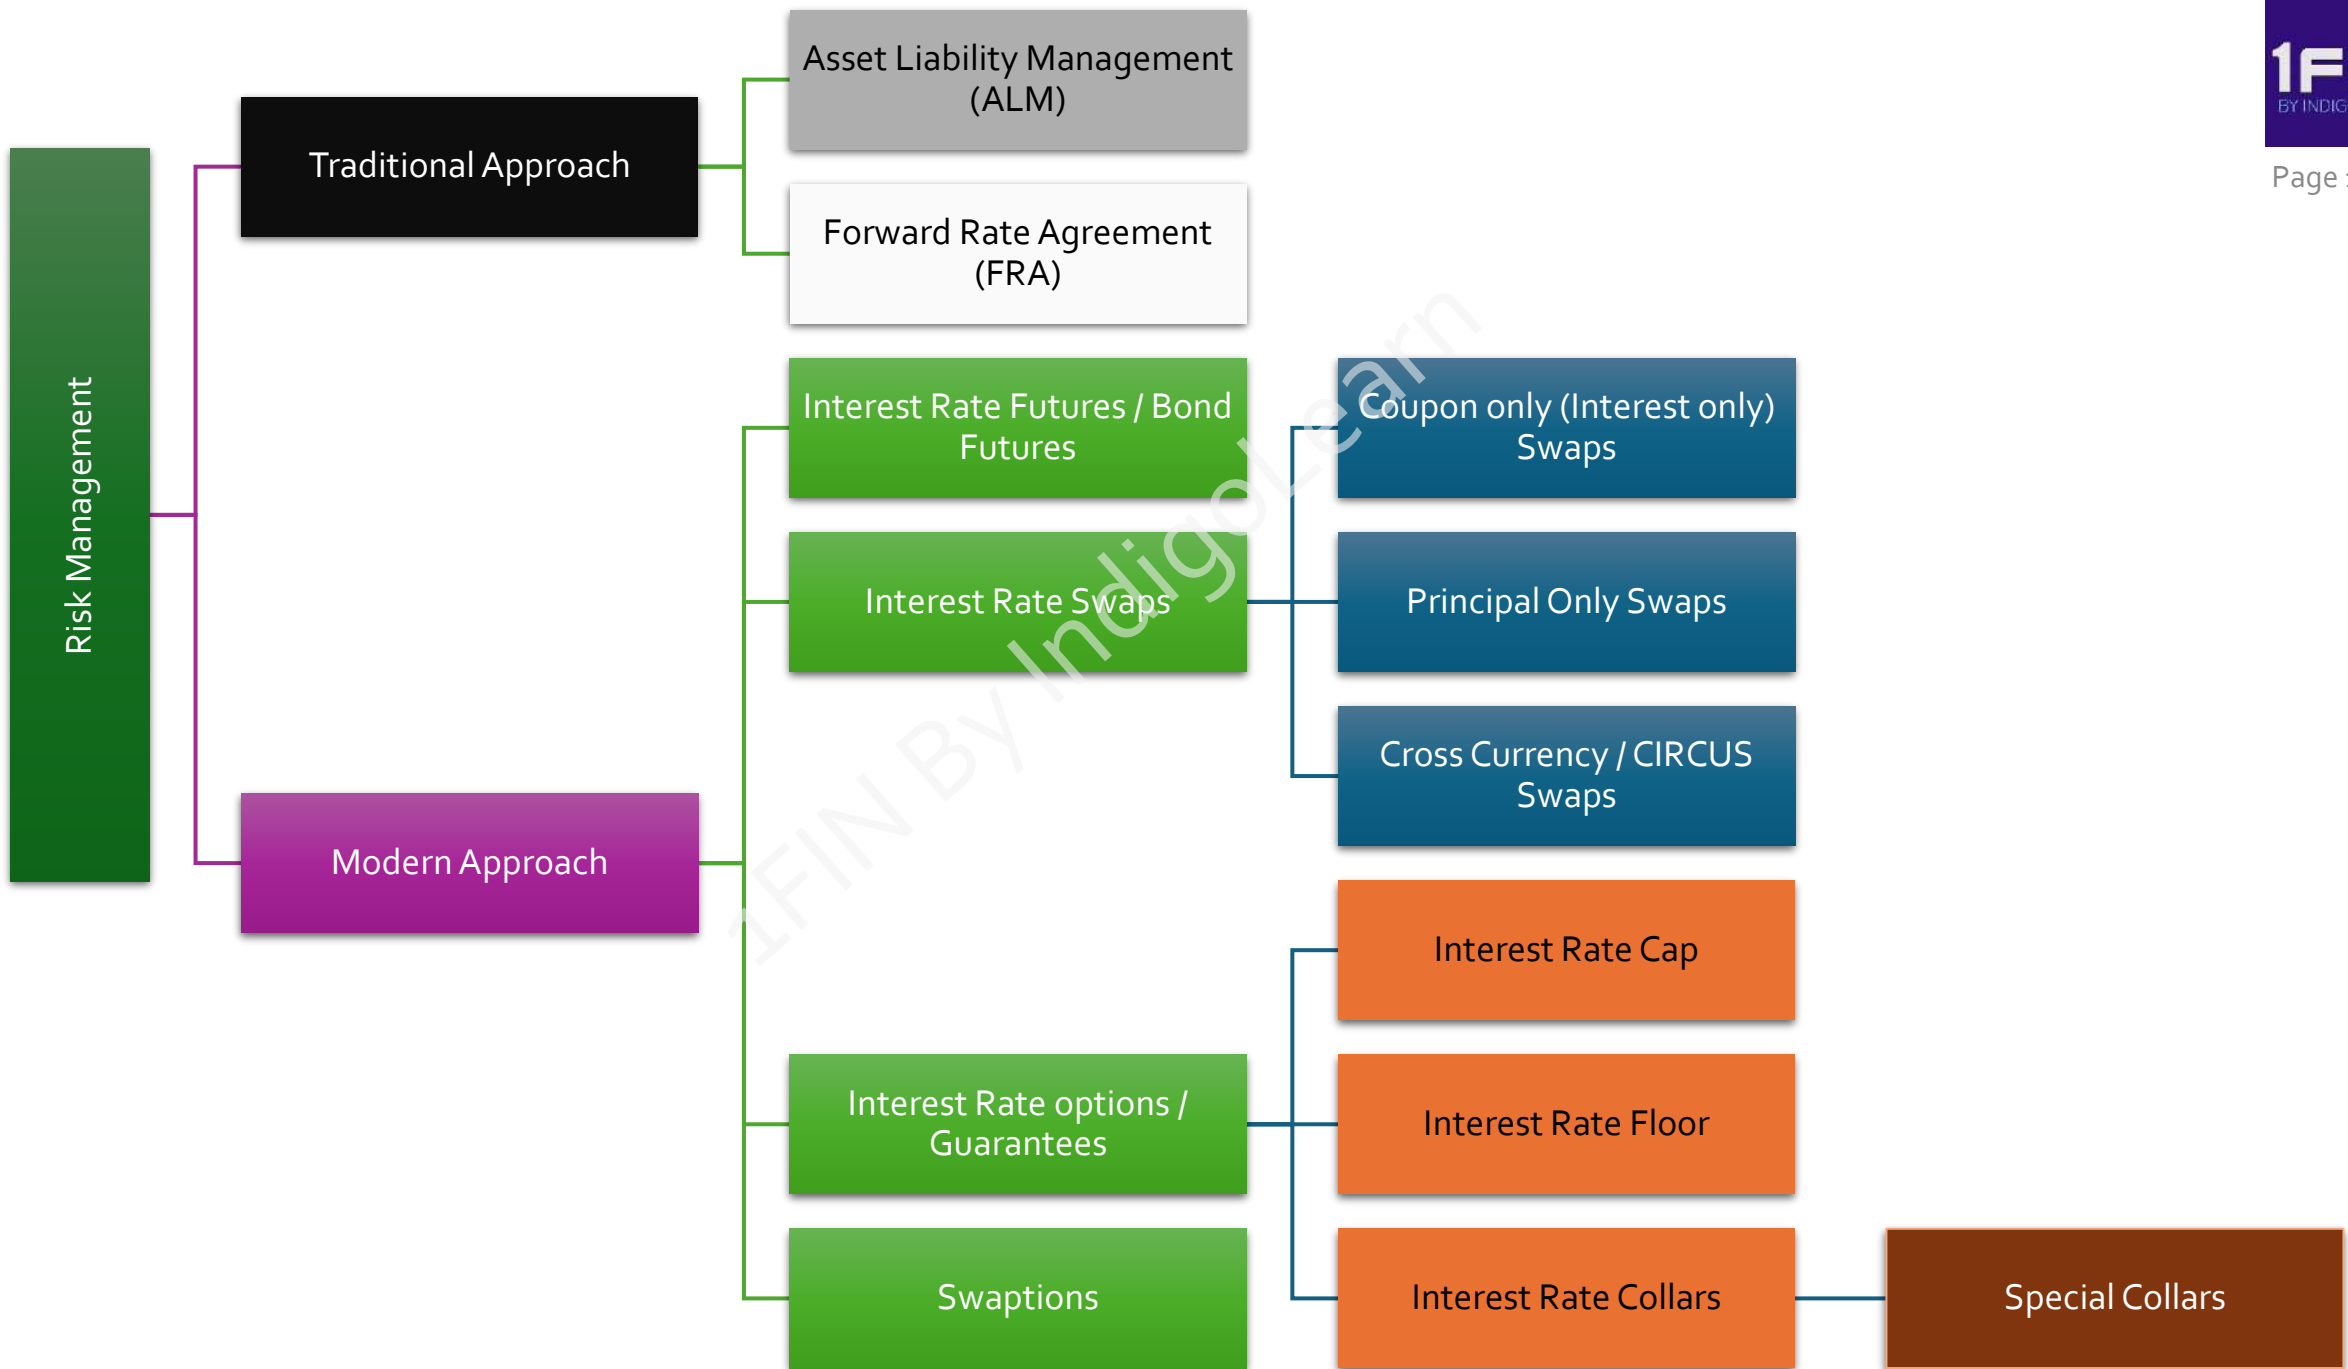 Asset Liability Management
(ALM)
1F
BY INDIG
Page
Traditional Approach
Forward Rate Agreement
(FRA)
Risk Management
Interest Rate Futures / Bond
Futures
Coupon only (Interest only)
Swaps
Interest Rate Swaps
Principal Only Swaps
Cross Currency / CIRCUS
Swaps
Modern Approach
Interest Rate Cap
Interest Rate options /
Guarantees
Interest Rate Floor
Swaptions
Interest Rate Collars
Special Collars
1FIN By IndigoLearn